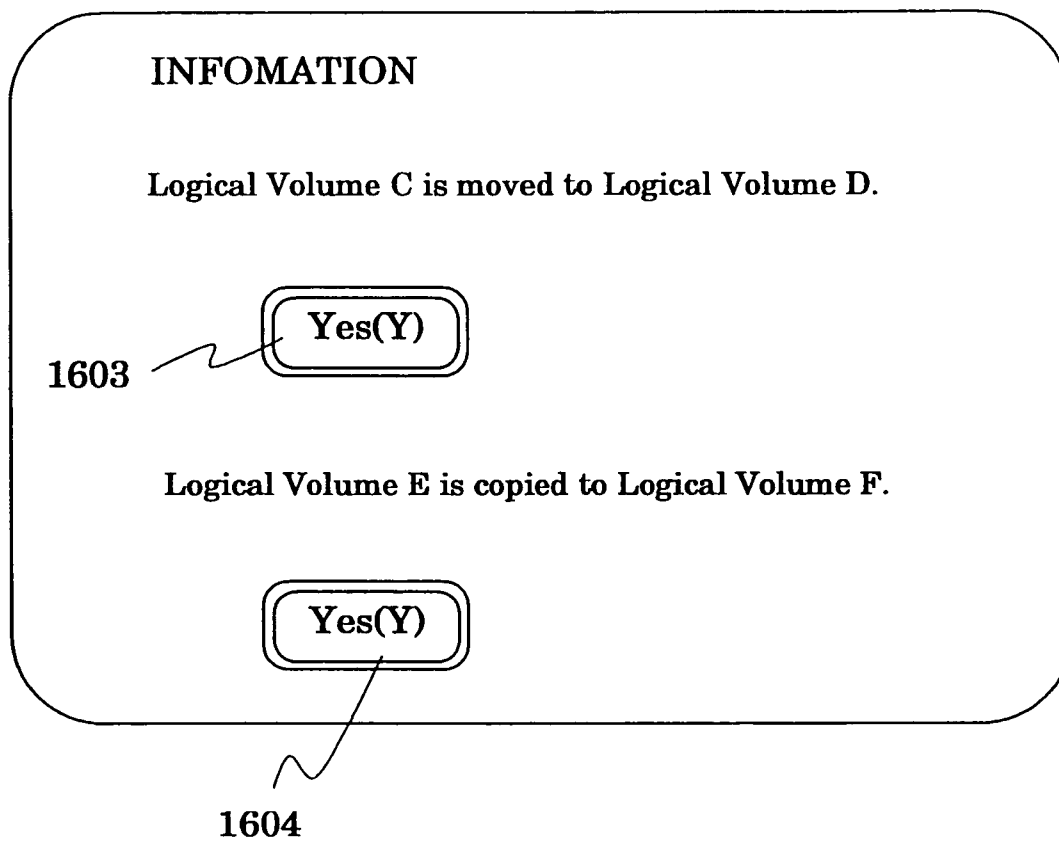 INFOMATION
Logical Volume C is moved to Logical Volume D.
Yes(Y)
1603
Logical Volume E is copied to Logical Volume F.
Yes(Y)
1604